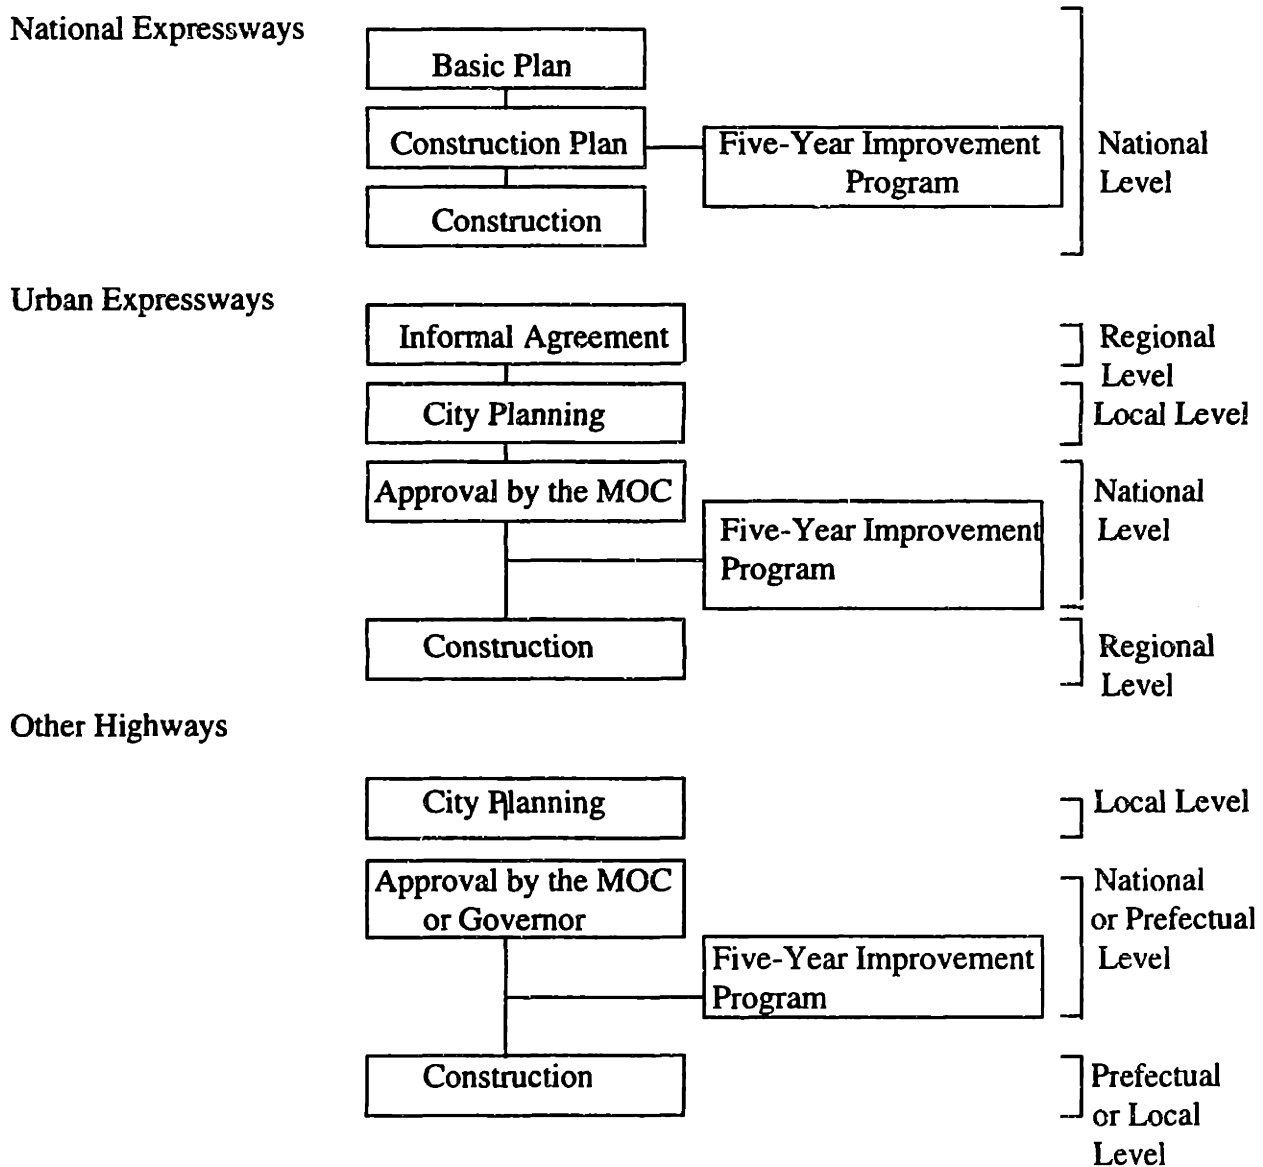 National Expressways
Basic Plan
Construction Plan
Five-Year Improvement
Program
Construction
National
Level
Urban Expressways
Informal Agreement
Regional
Level
City Planning
Local Level
Approval by the MOC
National
Level
Five-Year Improvement
Program
Construction
Regional
Level
Other Highways
City Planning
Local Level
Approval by the MOC
or Governor
National
or Prefectual
Level
Five-Year Improvement
Program
Construction
Prefectual
or Local
Level